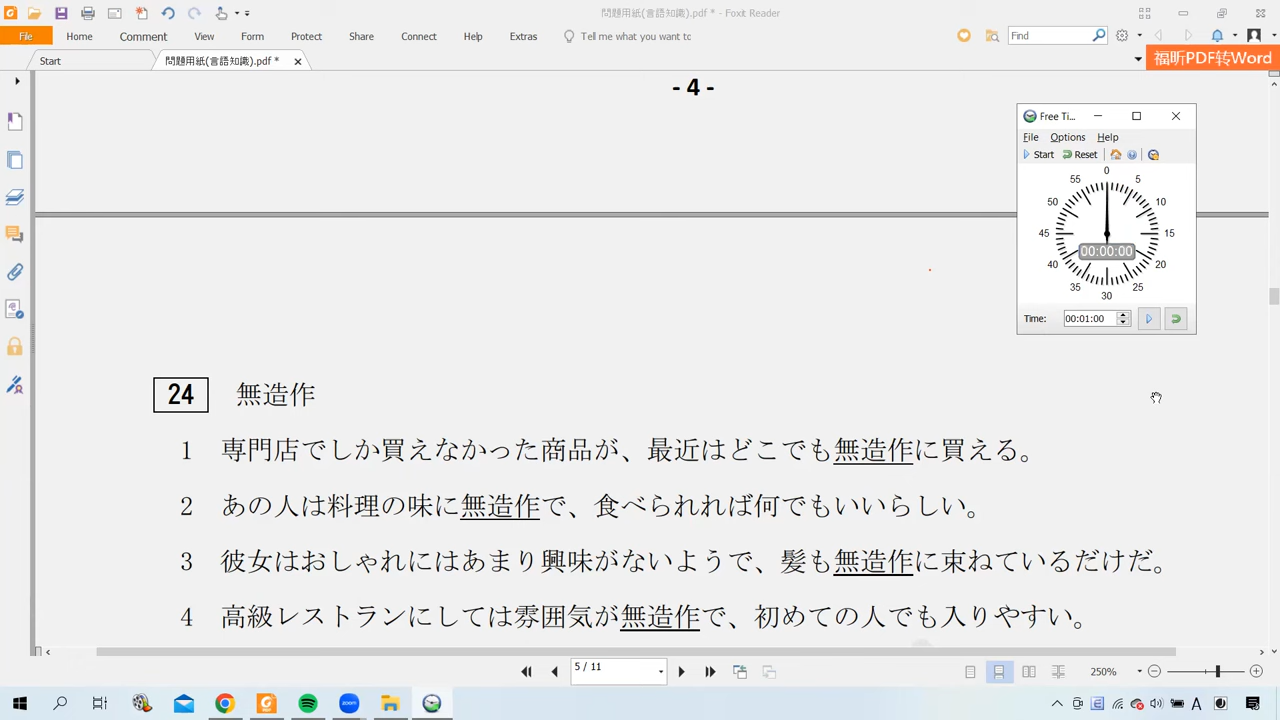 問題用紙(言語知識).pdf * - Foxit Reader
File Home Comment View Form Protect Share Connect Help Extras Tell me what you want to Find
Start 問題用紙(言語知識).pdf *
福昕PDF转Word
- 4 -
Free Ti...
File Options Help
Start Reset
0
55 5
50 10
45 15
00:00:00
40 20
35 25
30
Time: 00:01:00
24 無造作
1 専門店でしか買えなかった商品が、最近はどこでも無造作に買える。
2 あの人は料理の味に無造作で、食べられれば何でもいいらしい。
3 彼女はおしゃれにはあまり興味がないようで、髪も無造作に束ねているだけだ。
4 高級レストランにしては雰囲気が無造作で、初めての人でも入りやすい。
5 / 11
250%
zoom
A